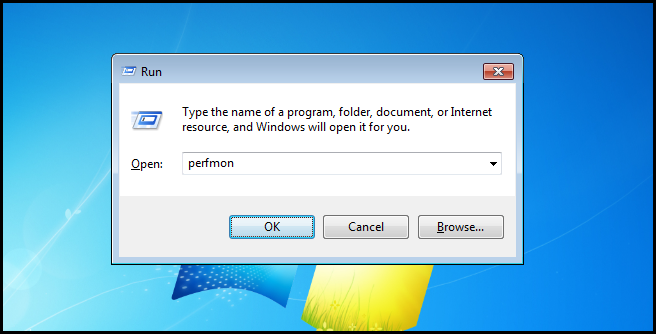 Run
Type the name of a program, folder, document, or Internet
resource, and Windows will open it for you.
Open: perfmon
OK Cancel Browse...